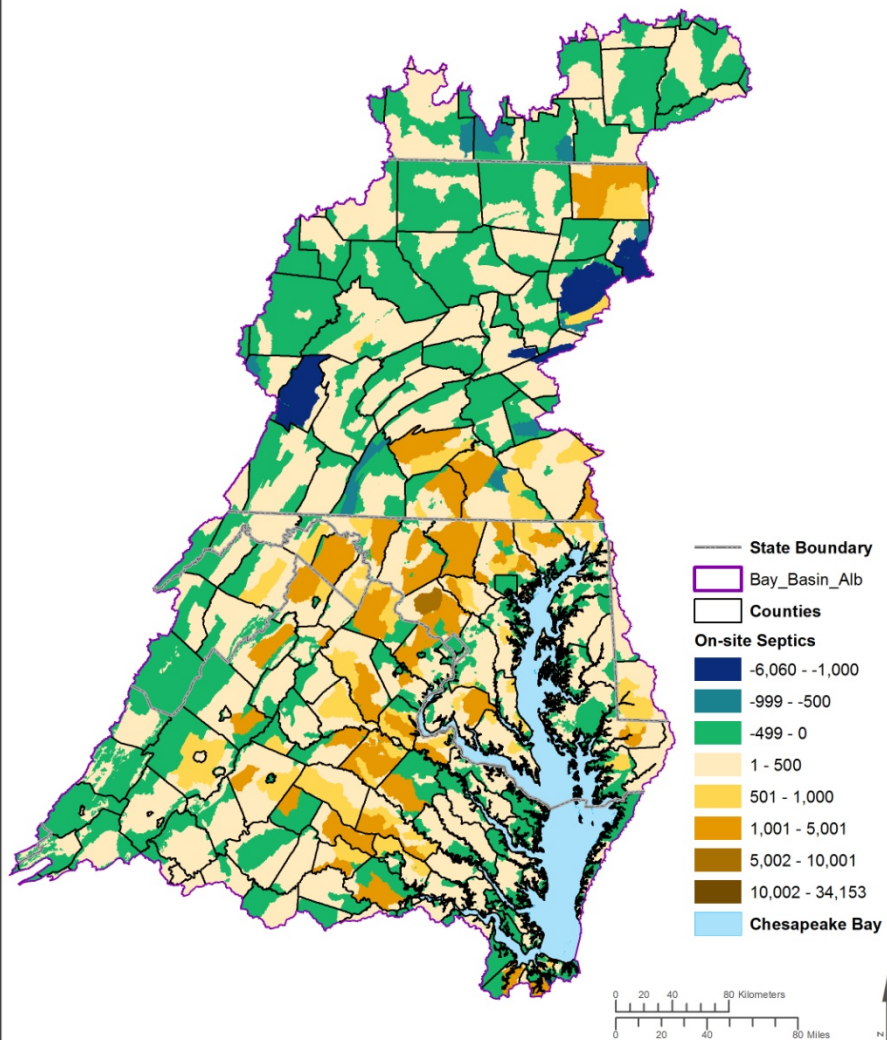 State Boundary
Bay_Basin_Alb
Counties
On-site Septics
-6,060 - -1,000
-999 - -500
-499 - 0
1 - 500
501 - 1,000
1,001 - 5,001
5,002 - 10,001
10,002 - 34,153
Chesapeake Bay
0 20 40 80 Kilometers
0 20 40 80 Miles
N